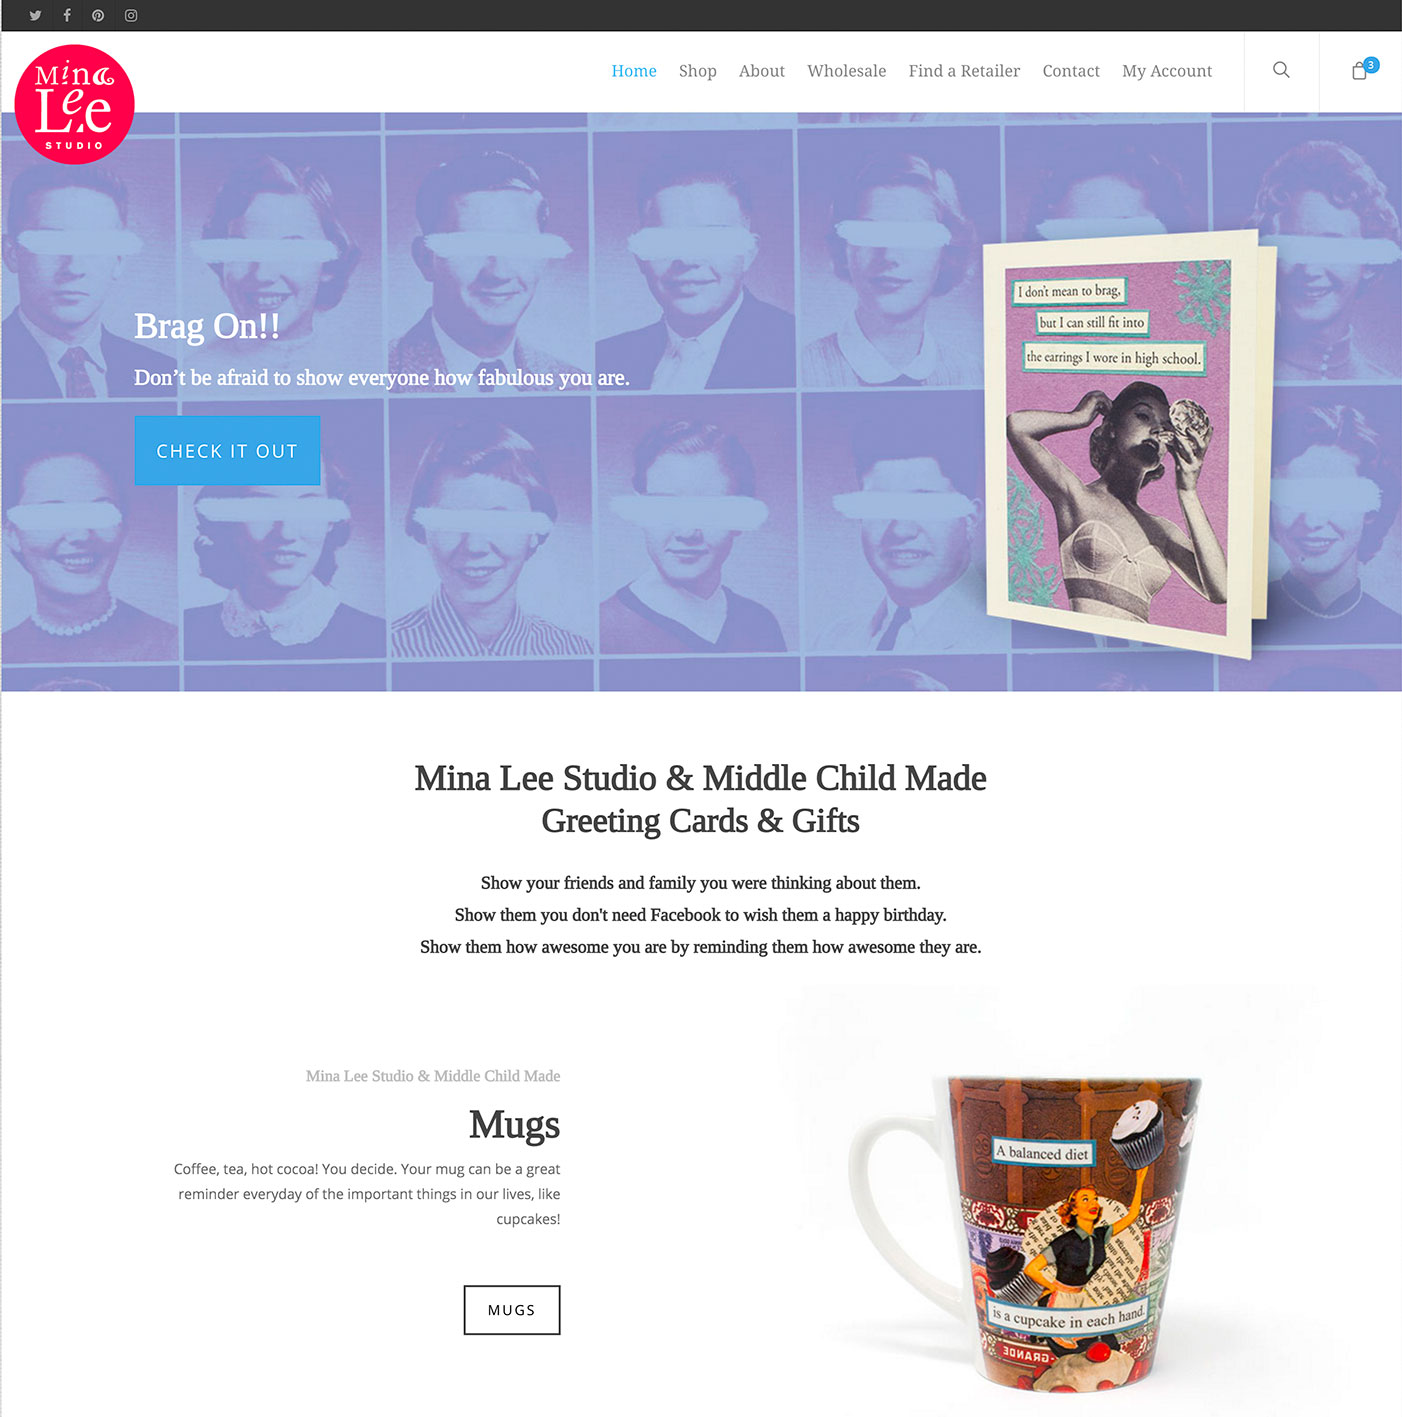 Mina
Lee
STUDIO
Home Shop About Wholesale Find a Retailer Contact My Account
3
Brag On!!
Don’t be afraid to show everyone how fabulous you are.
CHECK IT OUT
I don't mean to brag,
but I can still fit into
the earrings I wore in high school.
Mina Lee Studio & Middle Child Made
Greeting Cards & Gifts
Show your friends and family you were thinking about them.
Show them you don't need Facebook to wish them a happy birthday.
Show them how awesome you are by reminding them how awesome they are.
Mina Lee Studio & Middle Child Made
Mugs
Coffee, tea, hot cocoa! You decide. Your mug can be a great
reminder everyday of the important things in our lives, like
cupcakes!
MUGS
A balanced diet
is a cupcake in each hand.
GRANDE